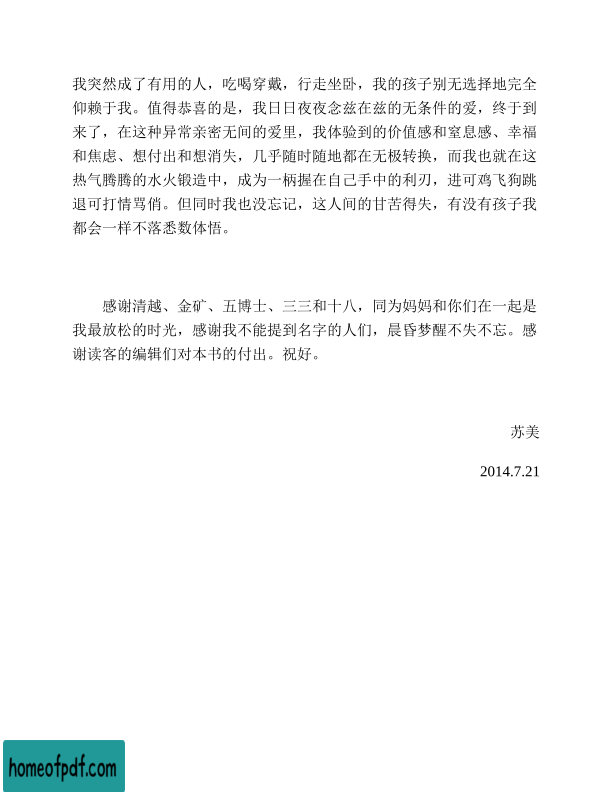 我突然成了有用的人，吃喝穿戴，行走坐卧，我的孩子别无选择地完全
仰赖于我。值得恭喜的是，我日日夜夜念兹在兹的无条件的爱，终于到
来了，在这种异常亲密无间的爱里，我体验到的价值感和窒息感、幸福
和焦虑、想付出和想消失，几乎随时随地都在无极转换，而我也就在这
热气腾腾的水火锻造中，成为一柄握在自己手中的利刃，进可鸡飞狗跳
退可打情骂俏。但同时我也没忘记，这人间的甘苦得失，有没有孩子我
都会一样不落悉数体悟。
感谢清越、金矿、五博士、三三和十八，同为妈妈和你们在一起是
我最放松的时光，感谢我不能提到名字的人们，晨昏梦醒不失不忘。感
谢读客的编辑们对本书的付出。祝好。
苏美
2014.7.21
homeofpdf.com